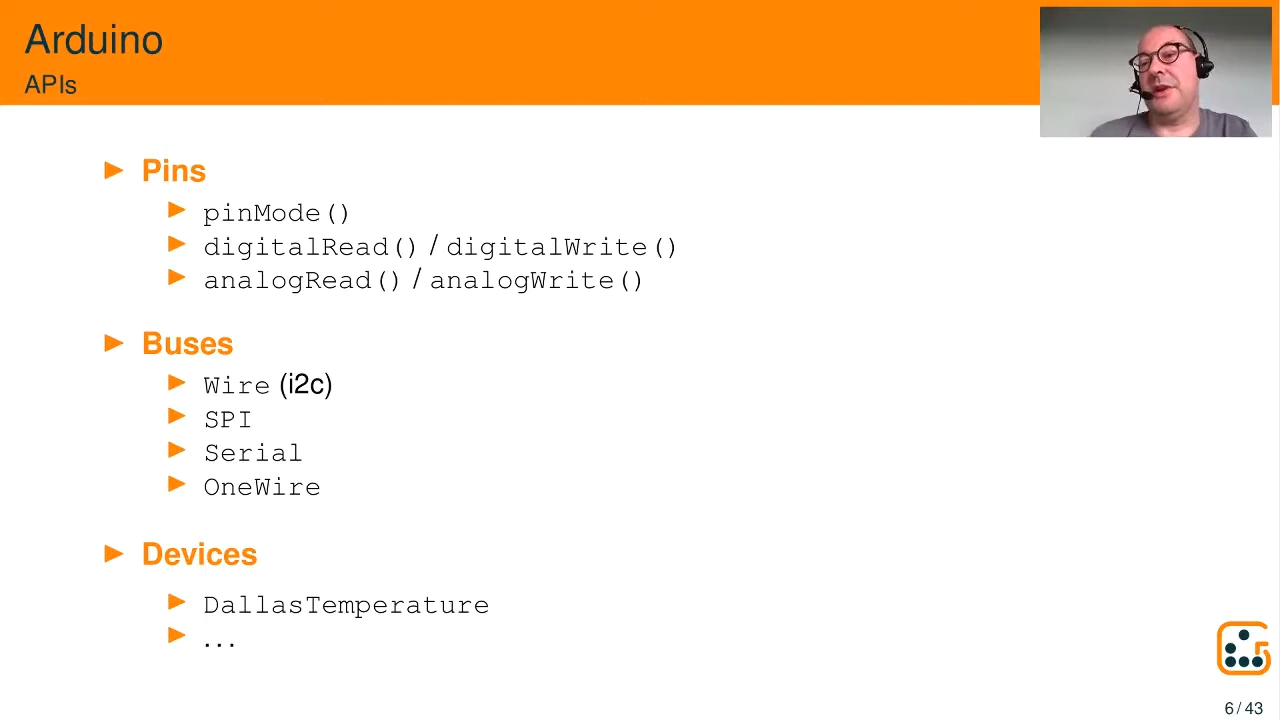 Arduino
APIs
Pins
pinMode()
digitalRead() / digitalWrite()
analogRead() / analogWrite()
Buses
Wire (i2c)
SPI
Serial
OneWire
Devices
DallasTemperature
...
6 / 43